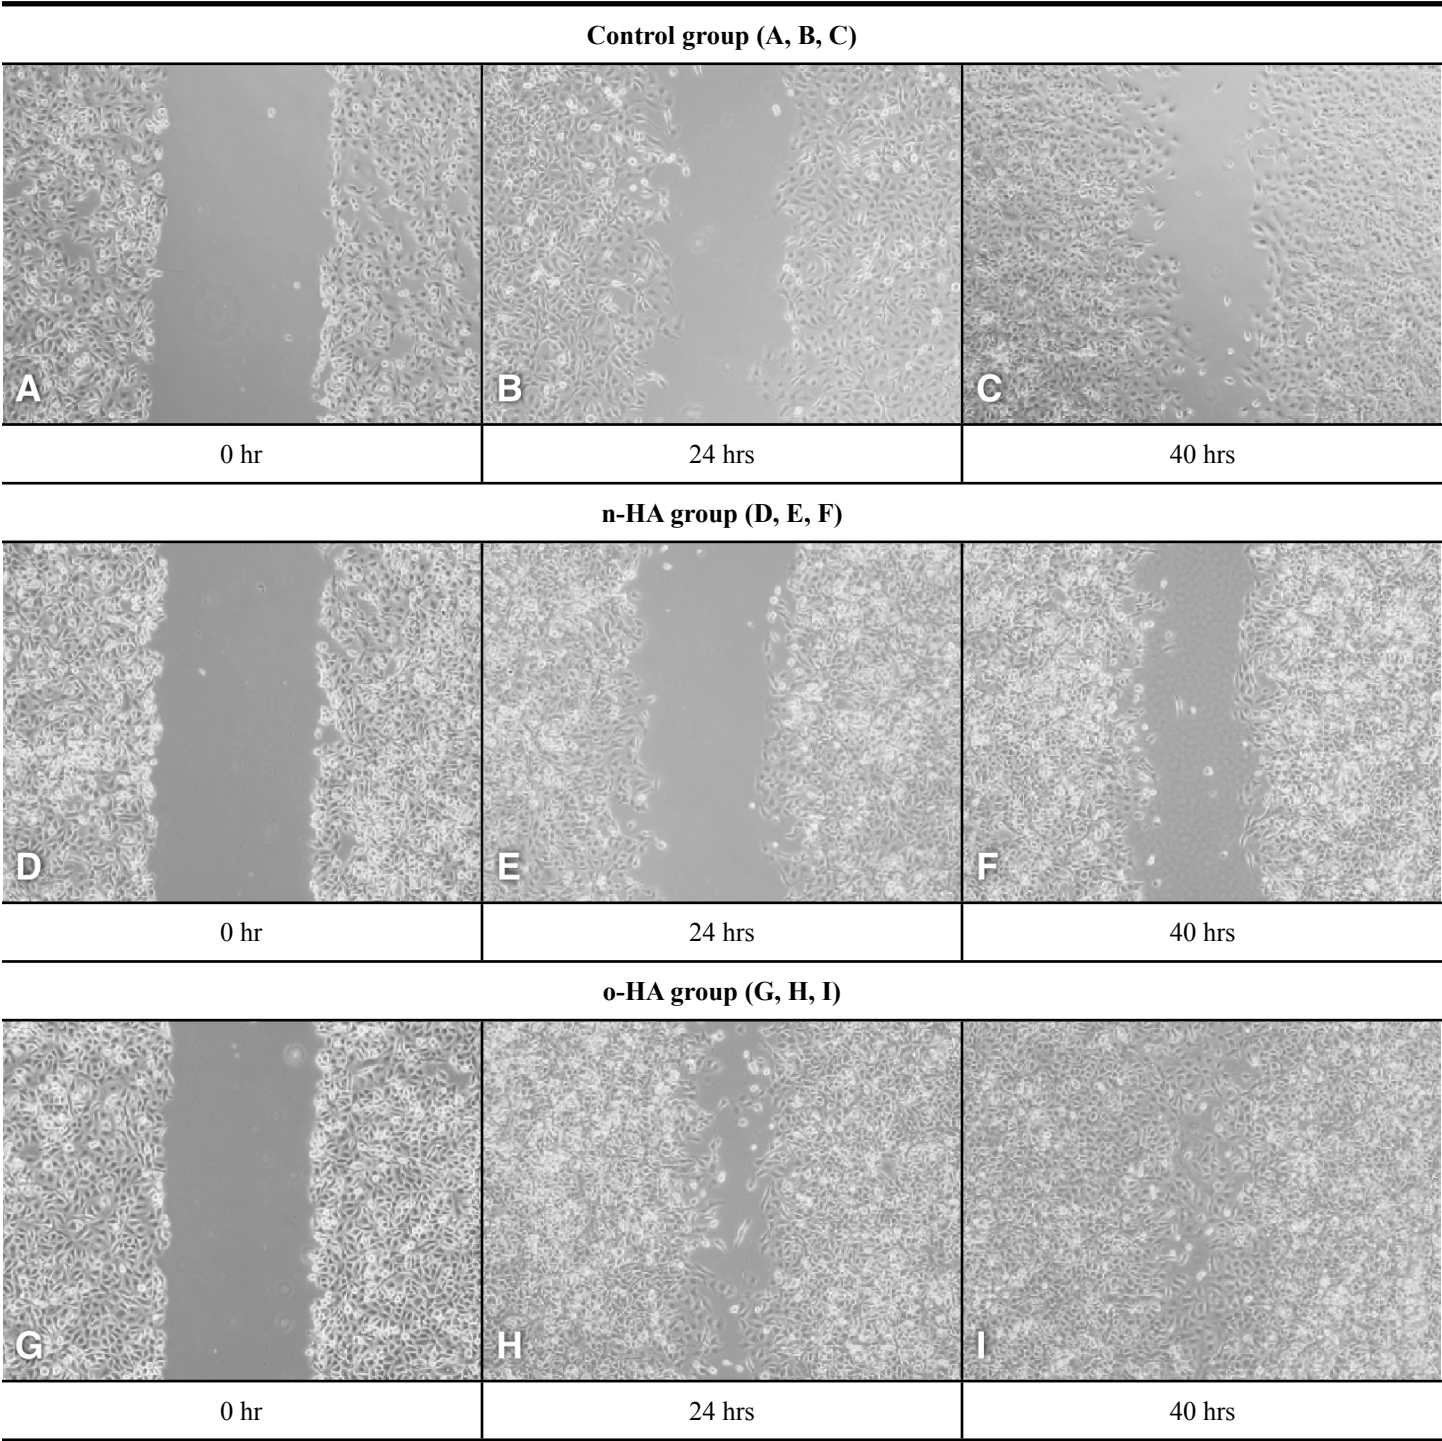 Control group (A, B, C)
A B C
0 hr 24 hrs 40 hrs
n-HA group (D, E, F)
D E F
0 hr 24 hrs 40 hrs
o-HA group (G, H, I)
G H I
0 hr 24 hrs 40 hrs